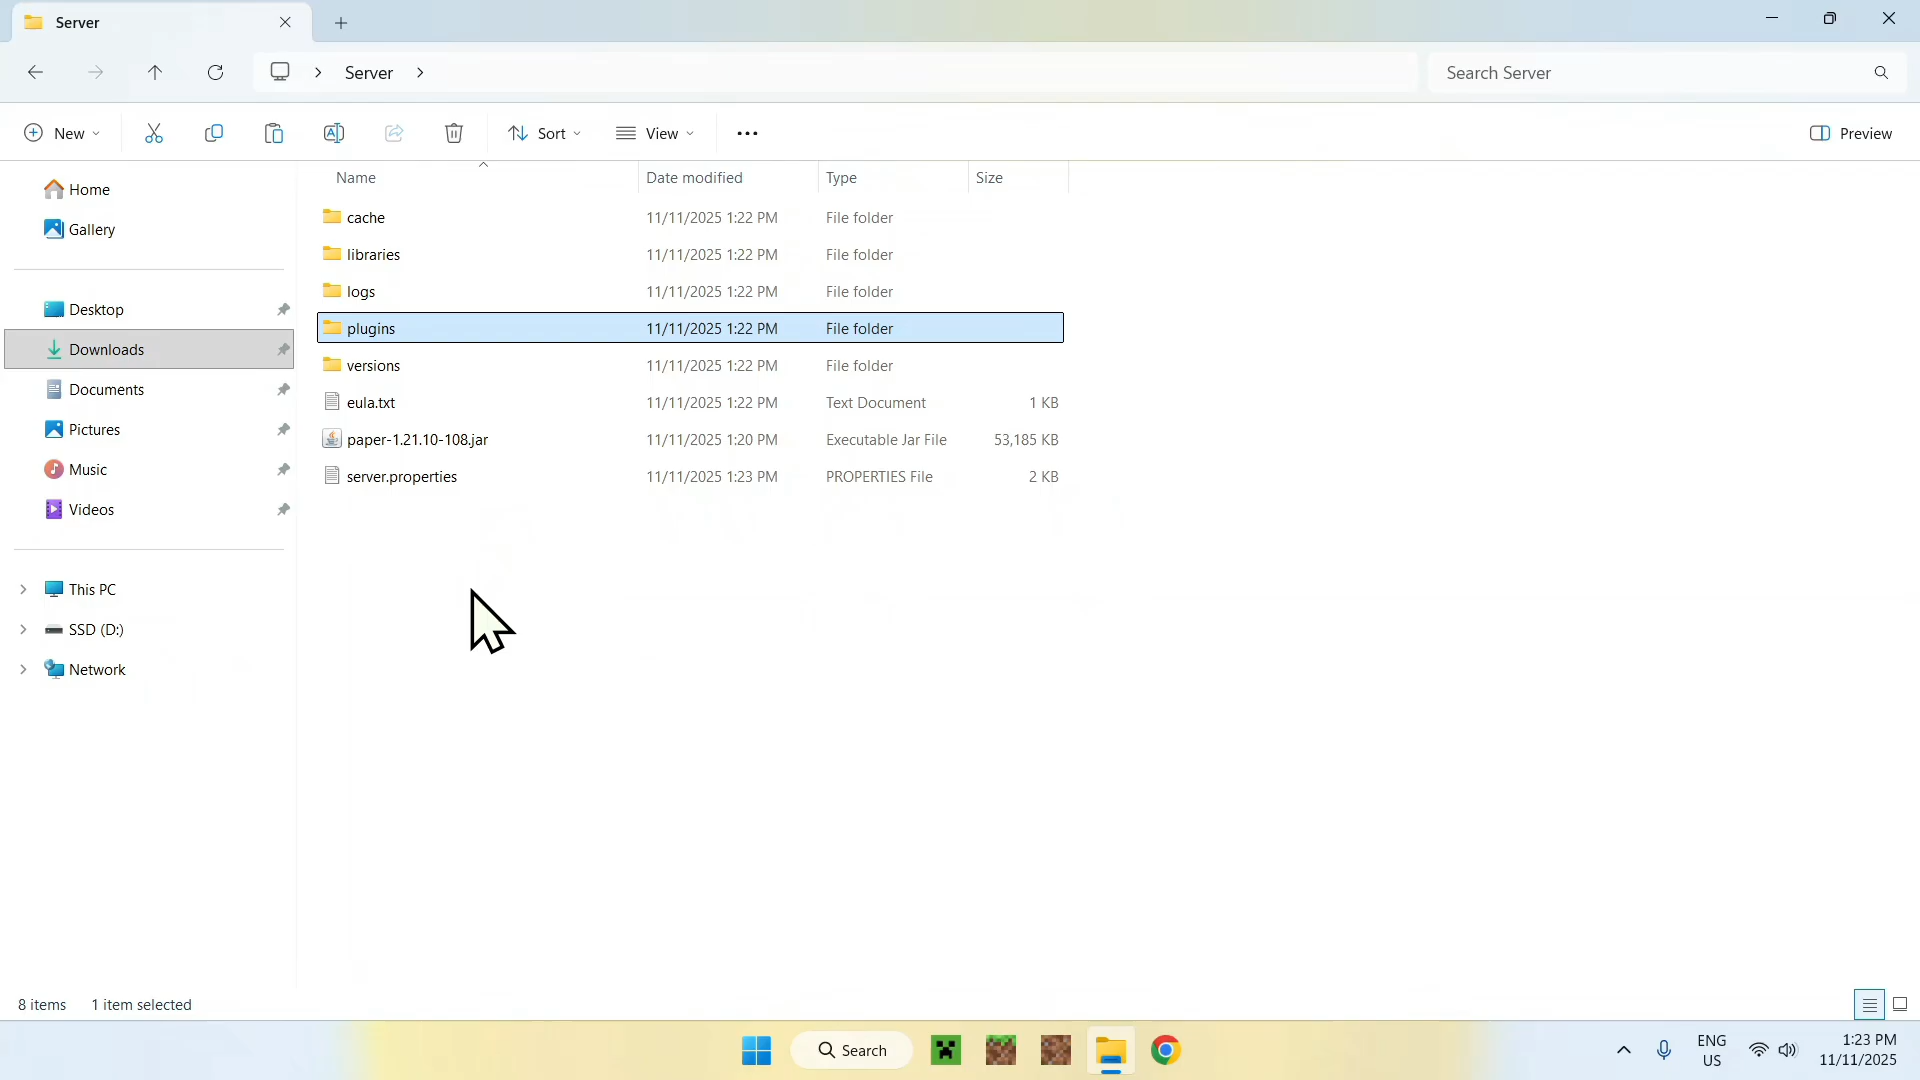 Server
Server
Search Server
New
Sort
View
Preview
Name
Date modified
Type
Size
Home
Gallery
Desktop
Downloads
Documents
Pictures
Music
Videos
This PC
SSD (D:)
Network
cache 11/11/2025 1:22 PM File folder
libraries 11/11/2025 1:22 PM File folder
logs 11/11/2025 1:22 PM File folder
plugins 11/11/2025 1:22 PM File folder
versions 11/11/2025 1:22 PM File folder
eula.txt 11/11/2025 1:22 PM Text Document 1 KB
paper-1.21.10-108.jar 11/11/2025 1:20 PM Executable Jar File 53,185 KB
server.properties 11/11/2025 1:23 PM PROPERTIES File 2 KB
8 items 1 item selected
Search
ENG
US
1:23 PM
11/11/2025